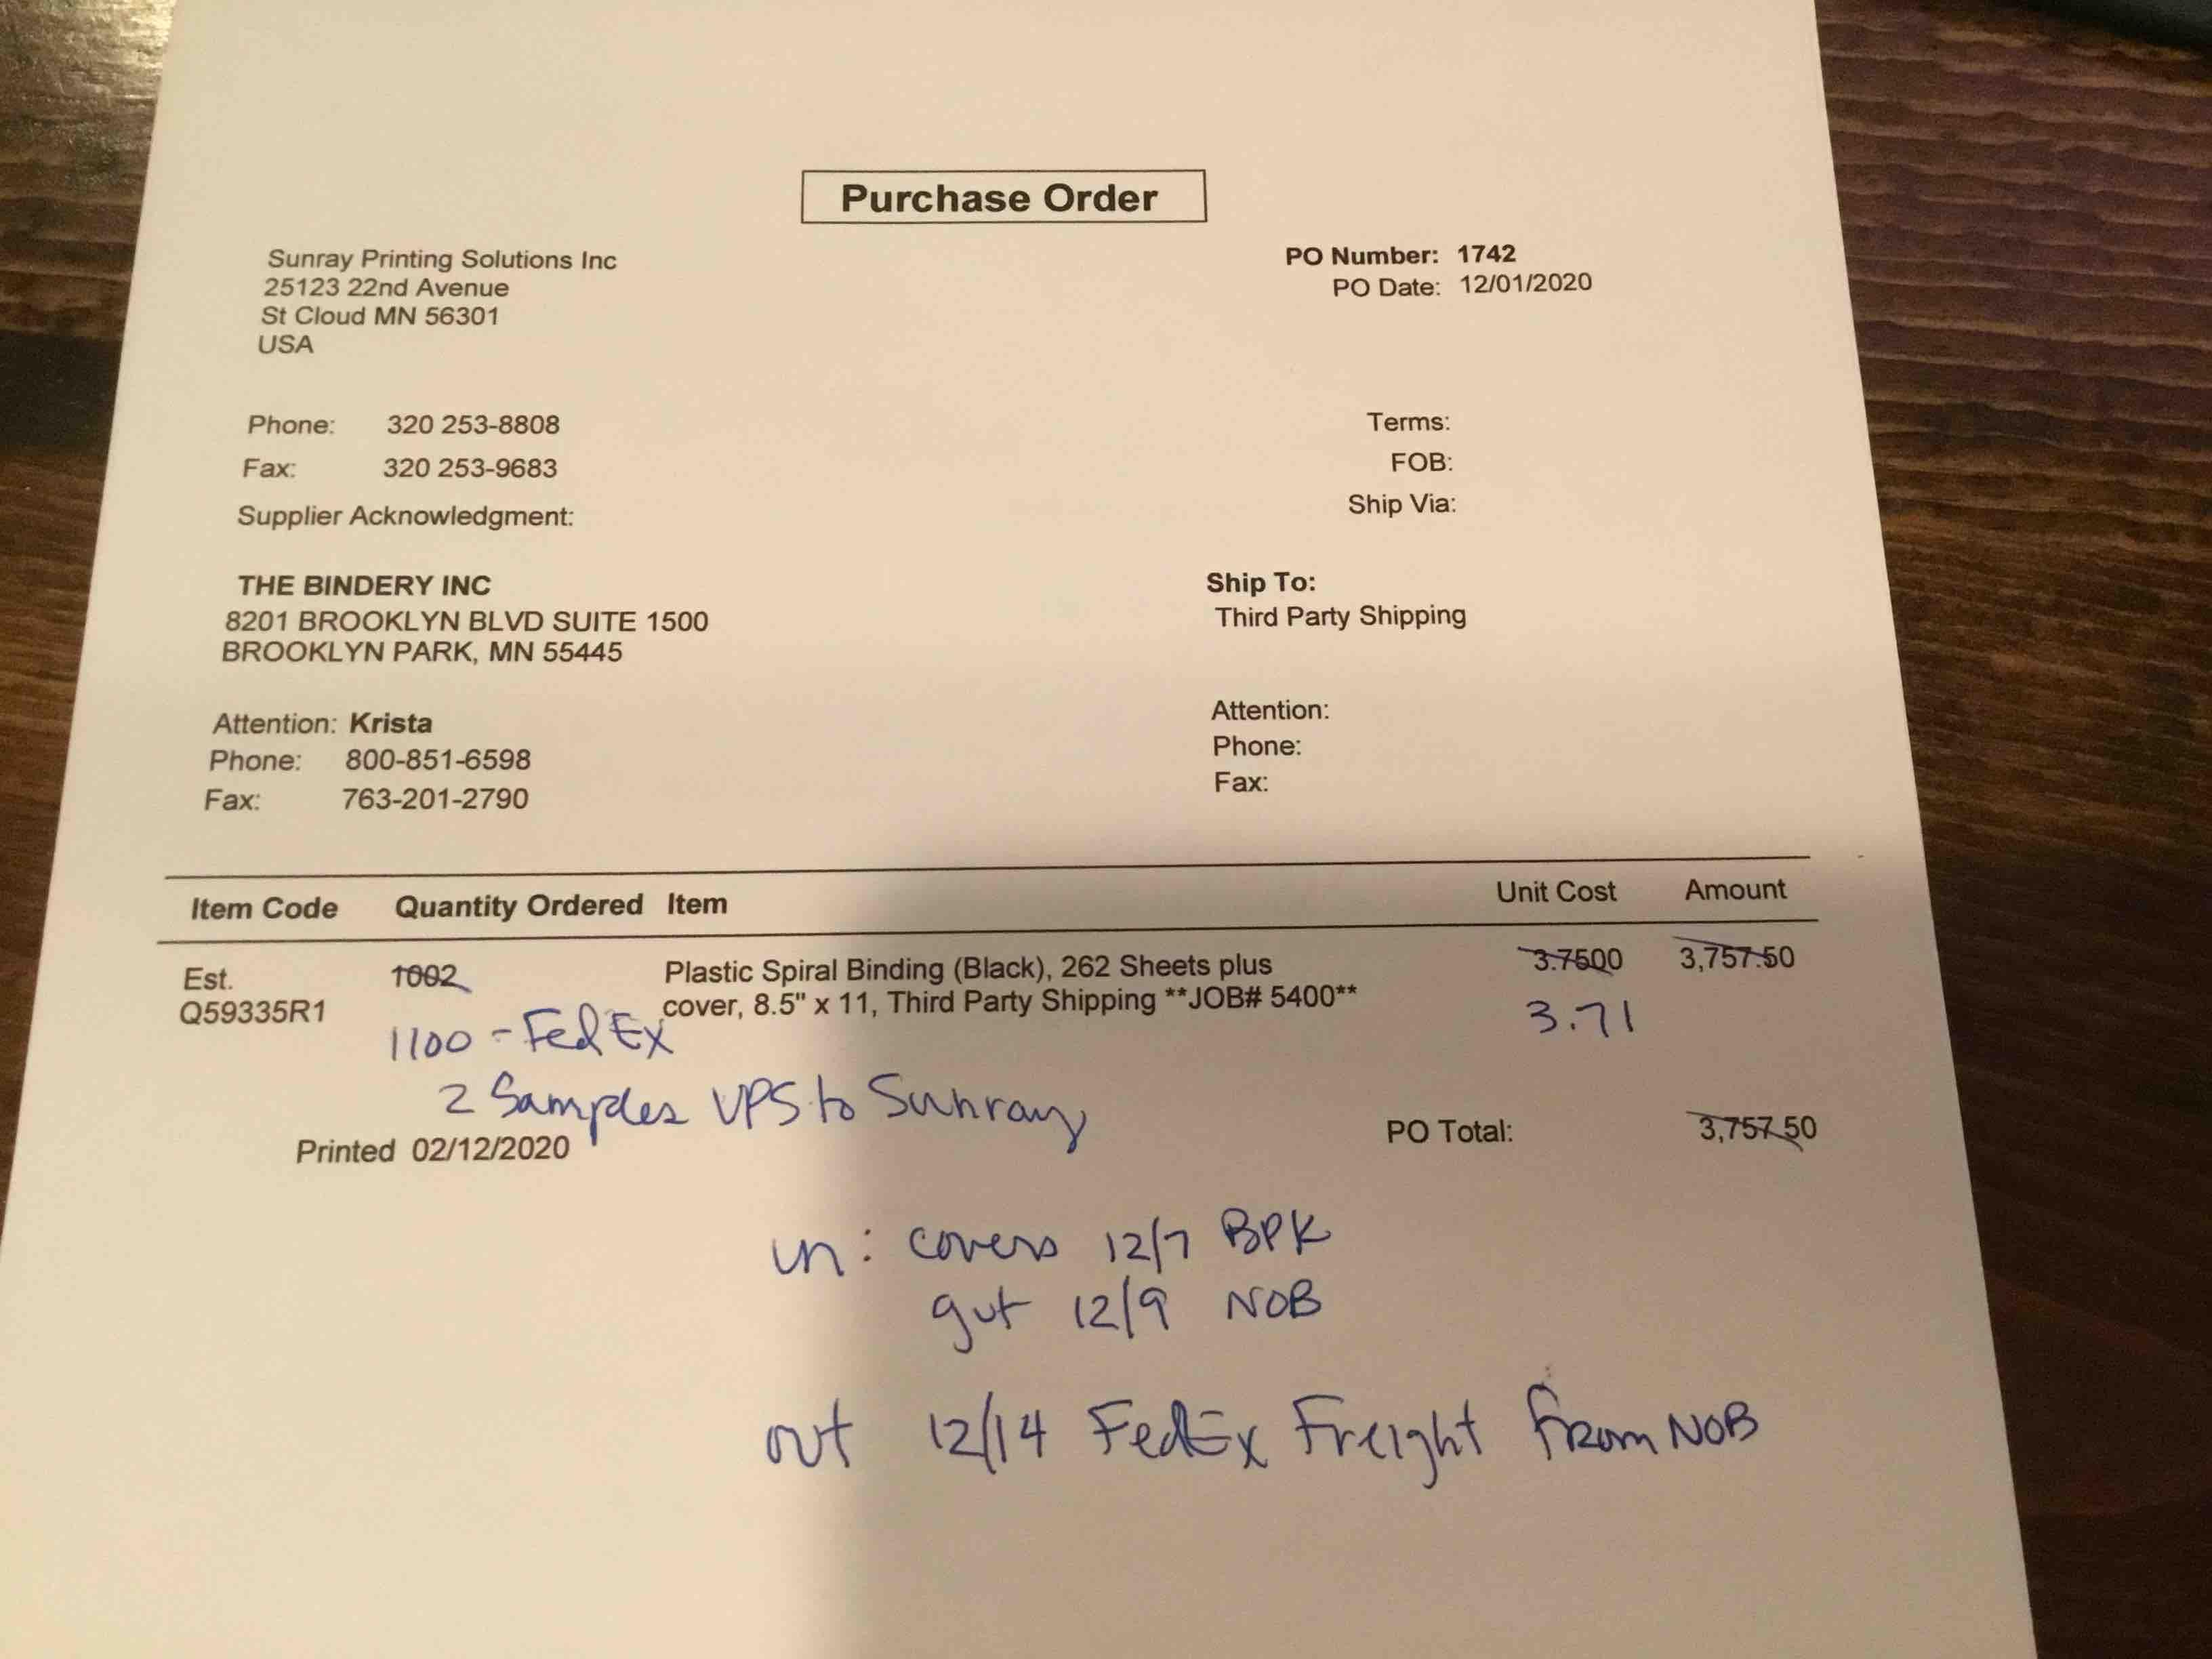 Purchase Order
Sunray Printing Solutions Inc
25123 22nd Avenue
St Cloud MN 56301
USA
PO Number: 1742
PO Date: 12/01/2020
Phone: 320 253-8808
Fax: 320 253-9683
Supplier Acknowledgment:
Terms:
FOB:
Ship Via:
THE BINDERY INC
8201 BROOKLYN BLVD SUITE 1500
BROOKLYN PARK, MN 55445
Ship To:
Third Party Shipping
Attention: Krista
Phone: 800-851-6598
Fax: 763-201-2790
Attention:
Phone:
Fax:
Item Code Quantity Ordered Item Unit Cost Amount
Est. 1002 Plastic Spiral Binding (Black), 262 Sheets plus 3.7500 3,757.50
Q59335R1 cover, 8.5" x 11, Third Party Shipping **JOB# 5400**
1100 - FedEx 3.71
2 Samples UPS to Sunray
Printed 02/12/2020
PO Total: 3,757.50
in: covers 12/7 BPK
gut 12/9 NOB
out 12/14 FedEx Freight from NOB